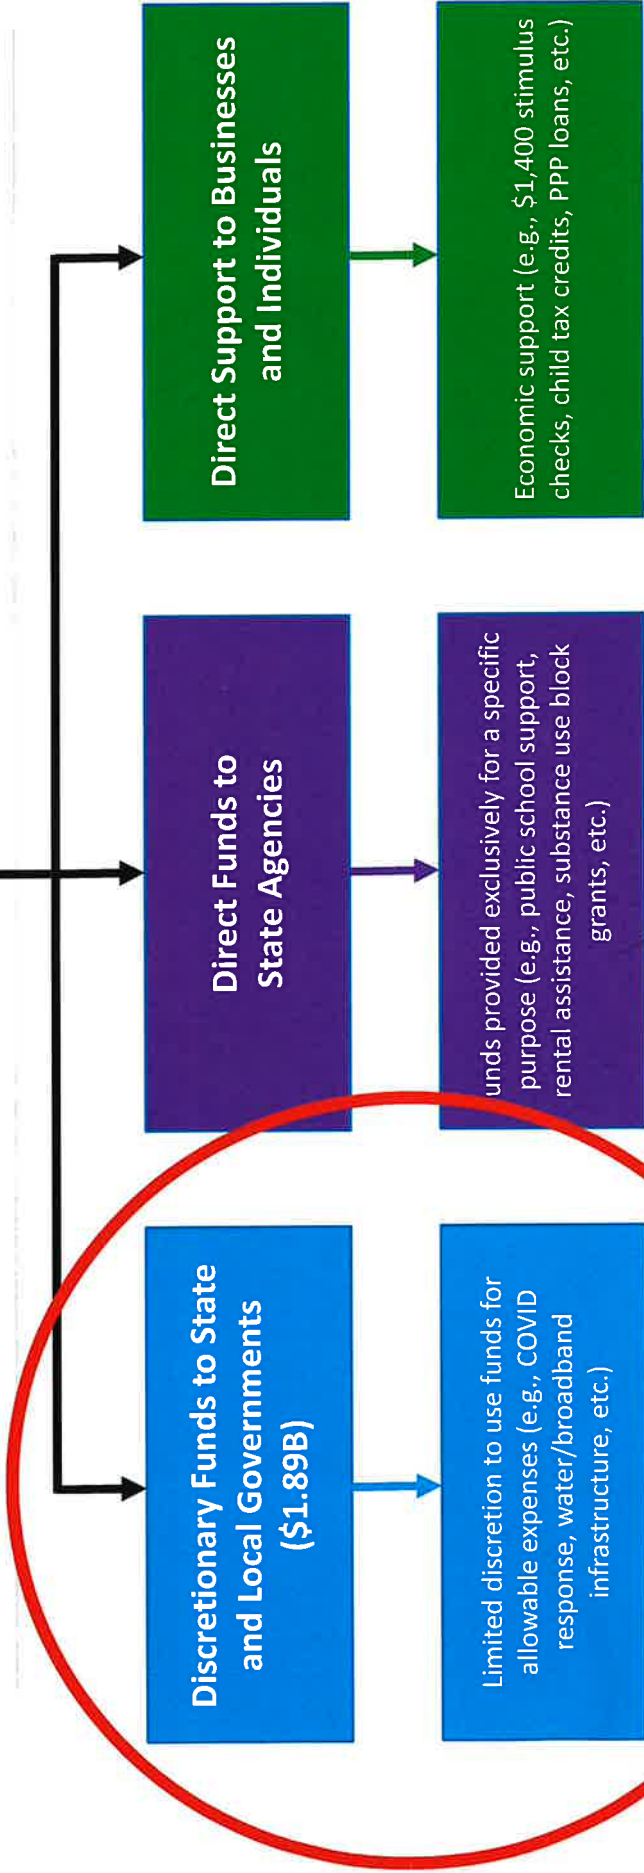 Discretionary Funds to State
and Local Governments
($1.89B)
Limited discretion to use funds for
allowable expenses (e.g., COVID
response, water/broadband
infrastructure, etc.)
Direct Funds to
State Agencies
unds provided exclusively for a specific
purpose (e.g., public school support,
rental assistance, substance use block
grants, etc.)
Direct Support to Businesses
and Individuals
Economic support (e.g., $1,400 stimulus
checks, child tax credits, PPP loans, etc.)